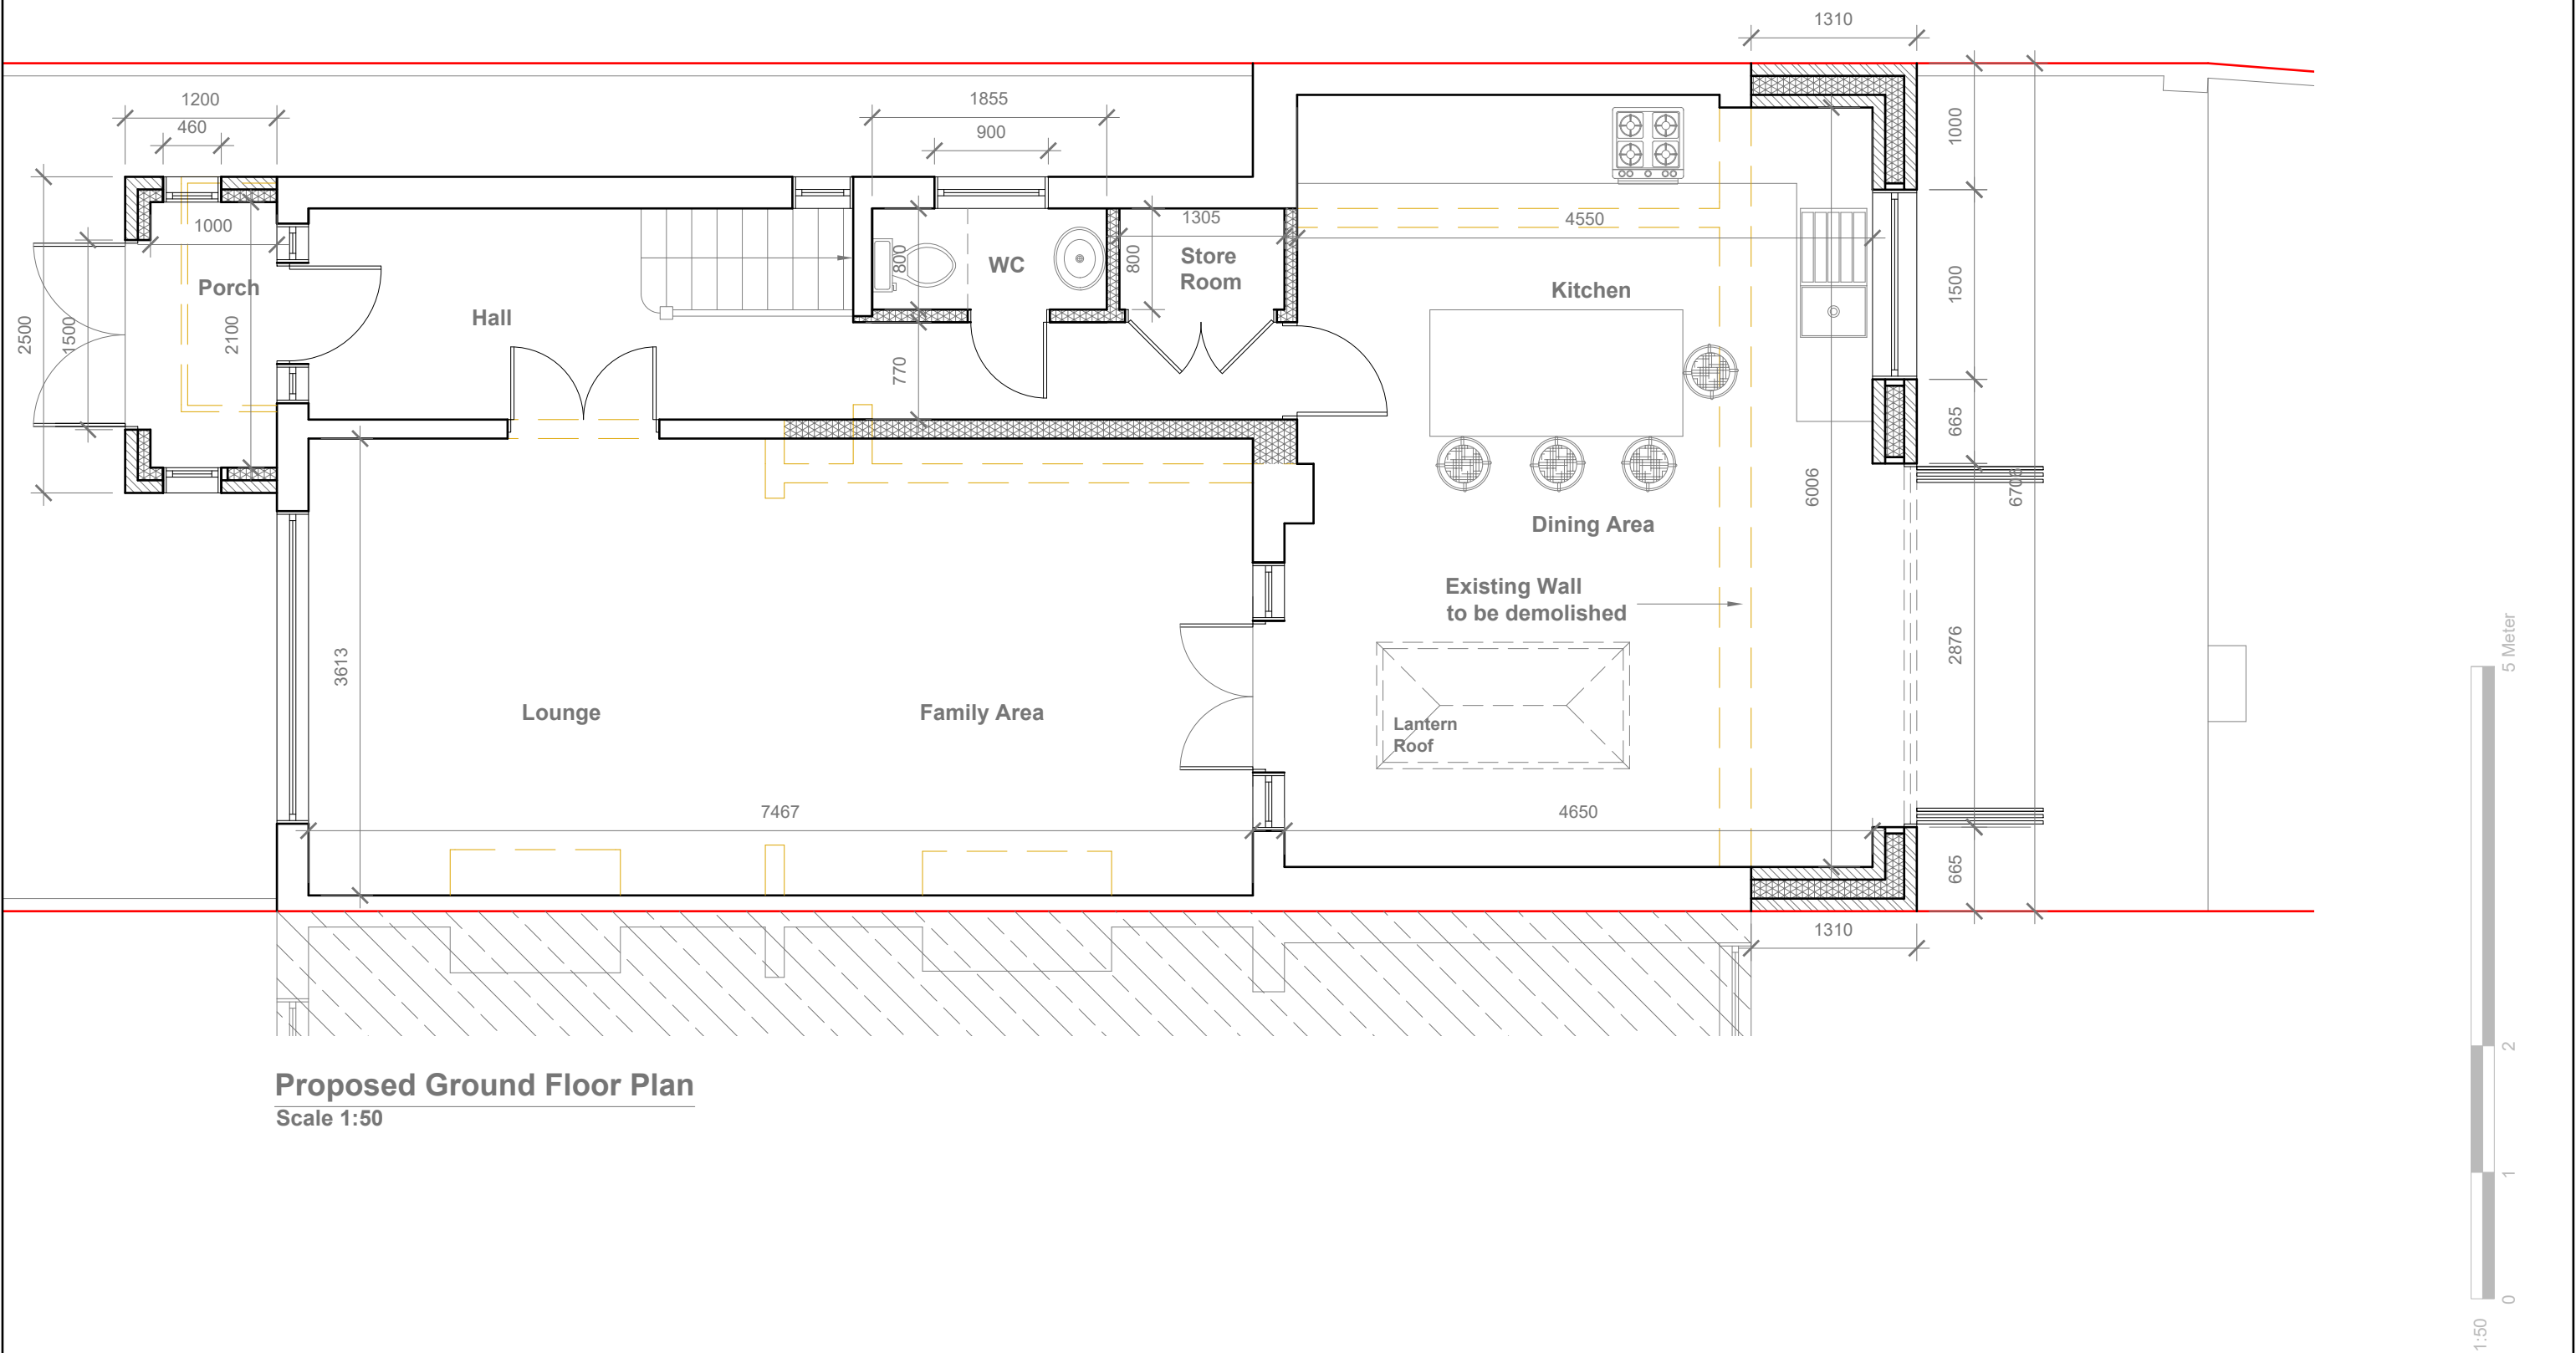 1310
1200
460
1855
900
1000
1000
1305
4550
800
800
WC
Store
Room
Porch
Hall
Kitchen
2500
1500
2100
1500
770
665
6006
Dining Area
Existing Wall
to be demolished
3613
2876
Lounge
Family Area
Lantern
Roof
7467
4650
665
1310
Proposed Ground Floor Plan
Scale 1:50
5 Meter
2
1
0
1:50